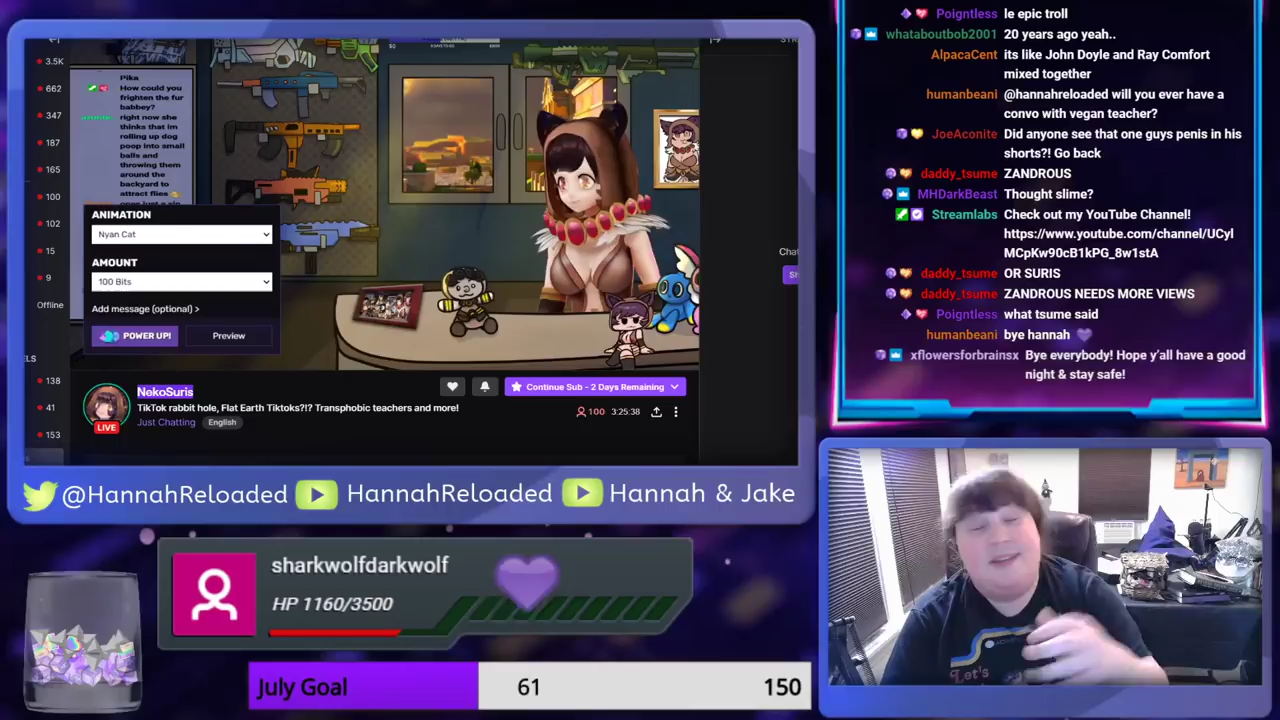 3.5K
662
347
187
165
100
102
15
9
Offline
138
41
153
Pika
How could you
frighten the fur
babbey?
right now she
thinks that im
rolling up dog
poop into small
balls and
throwing them
around the
backyard to
attract flies
ANIMATION
Nyan Cat
AMOUNT
100 Bits
Add message (optional) >
POWER UP!
Preview
NekoSuris
Continue Sub - 2 Days Remaining
TikTok rabbit hole, Flat Earth Tiktoks?!? Transphobic teachers and more!
100 3:25:38
LIVE
Just Chatting English
@HannahReloaded HannahReloaded Hannah & Jake
sharkwolfdarkwolf
HP 1160/3500
July Goal 61 150
Poigntless le epic troll
whataboutbob2001 20 years ago yeah..
AlpacaCent its like John Doyle and Ray Comfort
mixed together
humanbeani @hannahreloaded will you ever have a
convo with vegan teacher?
JoeAconite Did anyone see that one guys penis in his
shorts?! Go back
daddy_tsume ZANDROUS
MHDarkBeast Thought slime?
Streamlabs Check out my YouTube Channel!
https://www.youtube.com/channel/UCyl
MCpKw90cB1kPG_8w1stA
daddy_tsume OR SURIS
daddy_tsume ZANDROUS NEEDS MORE VIEWS
Poigntless what tsume said
humanbeani bye hannah
xflowersforbrainsx Bye everybody! Hope y'all have a good
night & stay safe!
Let's